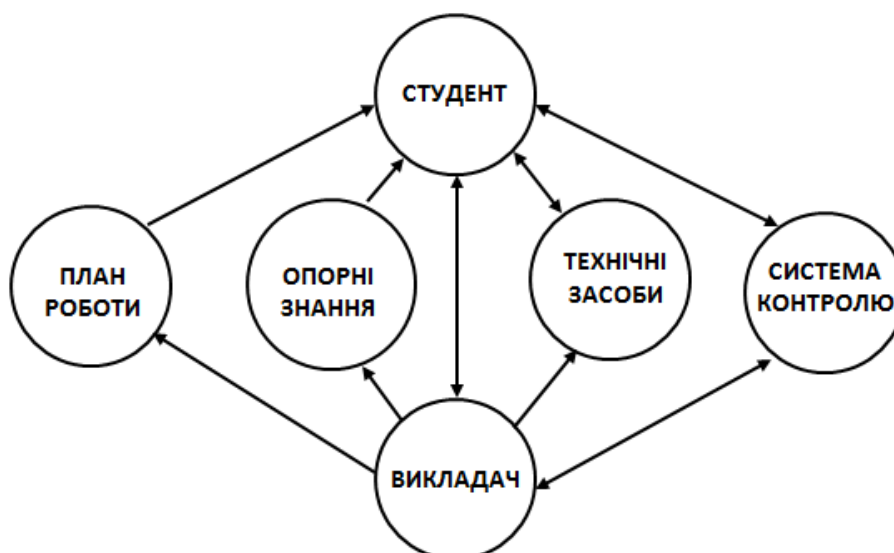 СТУДЕНТ
ПЛАН
РОБОТИ
ОПОРНІ
ЗНАННЯ
ТЕХНІЧНІ
ЗАСОБИ
СИСТЕМА
КОНТРОЛЮ
ВИКЛАДАЧ